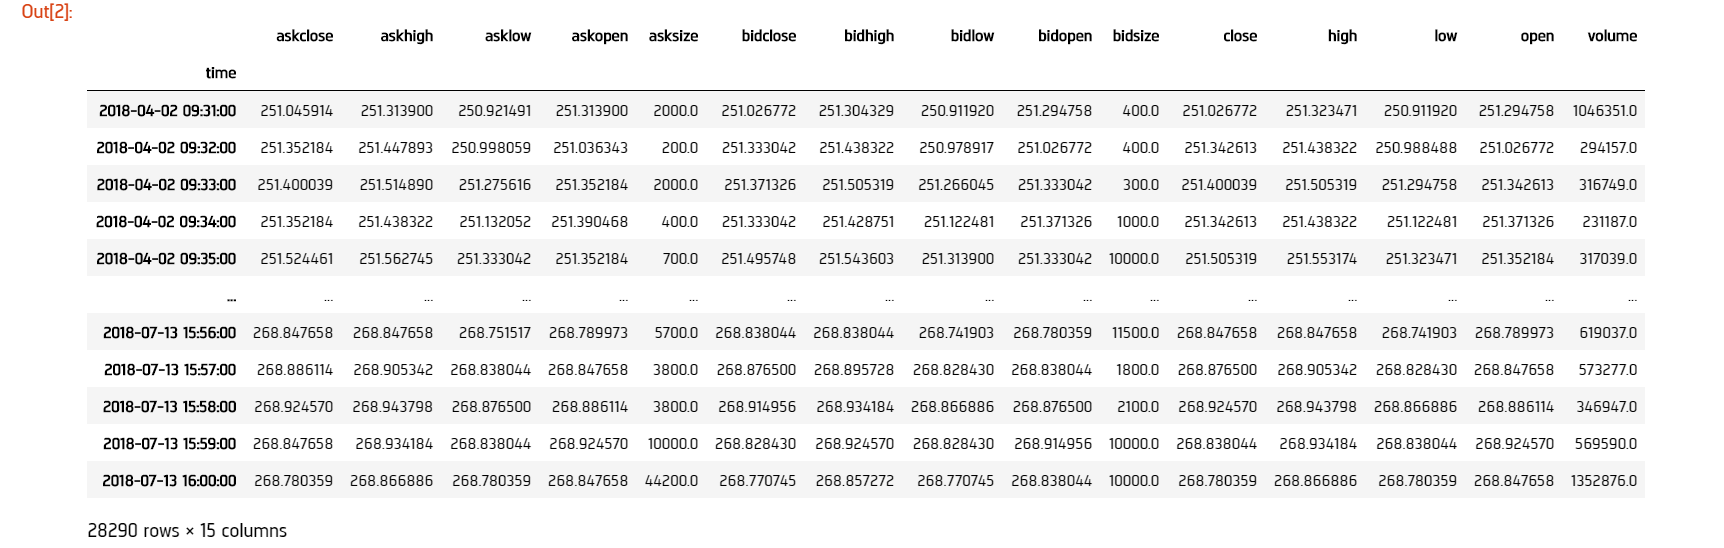 Out[2]:
askclose askhigh asklow askopen asksize bidclose bidhigh bidlow bidopen bidsize close high low open volume
time
2018-04-02 09:31:00 251.045914 251.313900 250.921491 251.313900 2000.0 251.026772 251.304329 250.911920 251.294758 400.0 251.026772 251.323471 250.911920 251.294758 1046351.0
2018-04-02 09:32:00 251.352184 251.447893 250.998059 251.036343 200.0 251.333042 251.438322 250.978917 251.026772 400.0 251.342613 251.438322 250.988488 251.026772 294157.0
2018-04-02 09:33:00 251.400039 251.514890 251.275616 251.352184 2000.0 251.371326 251.505319 251.266045 251.333042 300.0 251.400039 251.505319 251.294758 251.342613 316749.0
2018-04-02 09:34:00 251.352184 251.438322 251.132052 251.390468 400.0 251.333042 251.428751 251.122481 251.371326 1000.0 251.342613 251.438322 251.122481 251.371326 231187.0
2018-04-02 09:35:00 251.524461 251.562745 251.333042 251.352184 700.0 251.495748 251.543603 251.313900 251.333042 10000.0 251.505319 251.553174 251.323471 251.352184 317039.0
... ... ... ... ... ... ... ... ... ... ... ... ... ... ... ...
2018-07-13 15:56:00 268.847658 268.847658 268.751517 268.789973 5700.0 268.838044 268.838044 268.741903 268.780359 11500.0 268.847658 268.847658 268.741903 268.789973 619037.0
2018-07-13 15:57:00 268.886114 268.905342 268.838044 268.847658 3800.0 268.876500 268.895728 268.828430 268.838044 1800.0 268.876500 268.905342 268.828430 268.847658 573277.0
2018-07-13 15:58:00 268.924570 268.943798 268.876500 268.886114 3800.0 268.914956 268.934184 268.866886 268.876500 2100.0 268.924570 268.943798 268.866886 268.886114 346947.0
2018-07-13 15:59:00 268.847658 268.934184 268.838044 268.924570 10000.0 268.828430 268.924570 268.828430 268.914956 10000.0 268.838044 268.934184 268.838044 268.924570 569590.0
2018-07-13 16:00:00 268.780359 268.866886 268.780359 268.847658 44200.0 268.770745 268.857272 268.770745 268.838044 10000.0 268.780359 268.866886 268.780359 268.847658 1352876.0
28290 rows × 15 columns